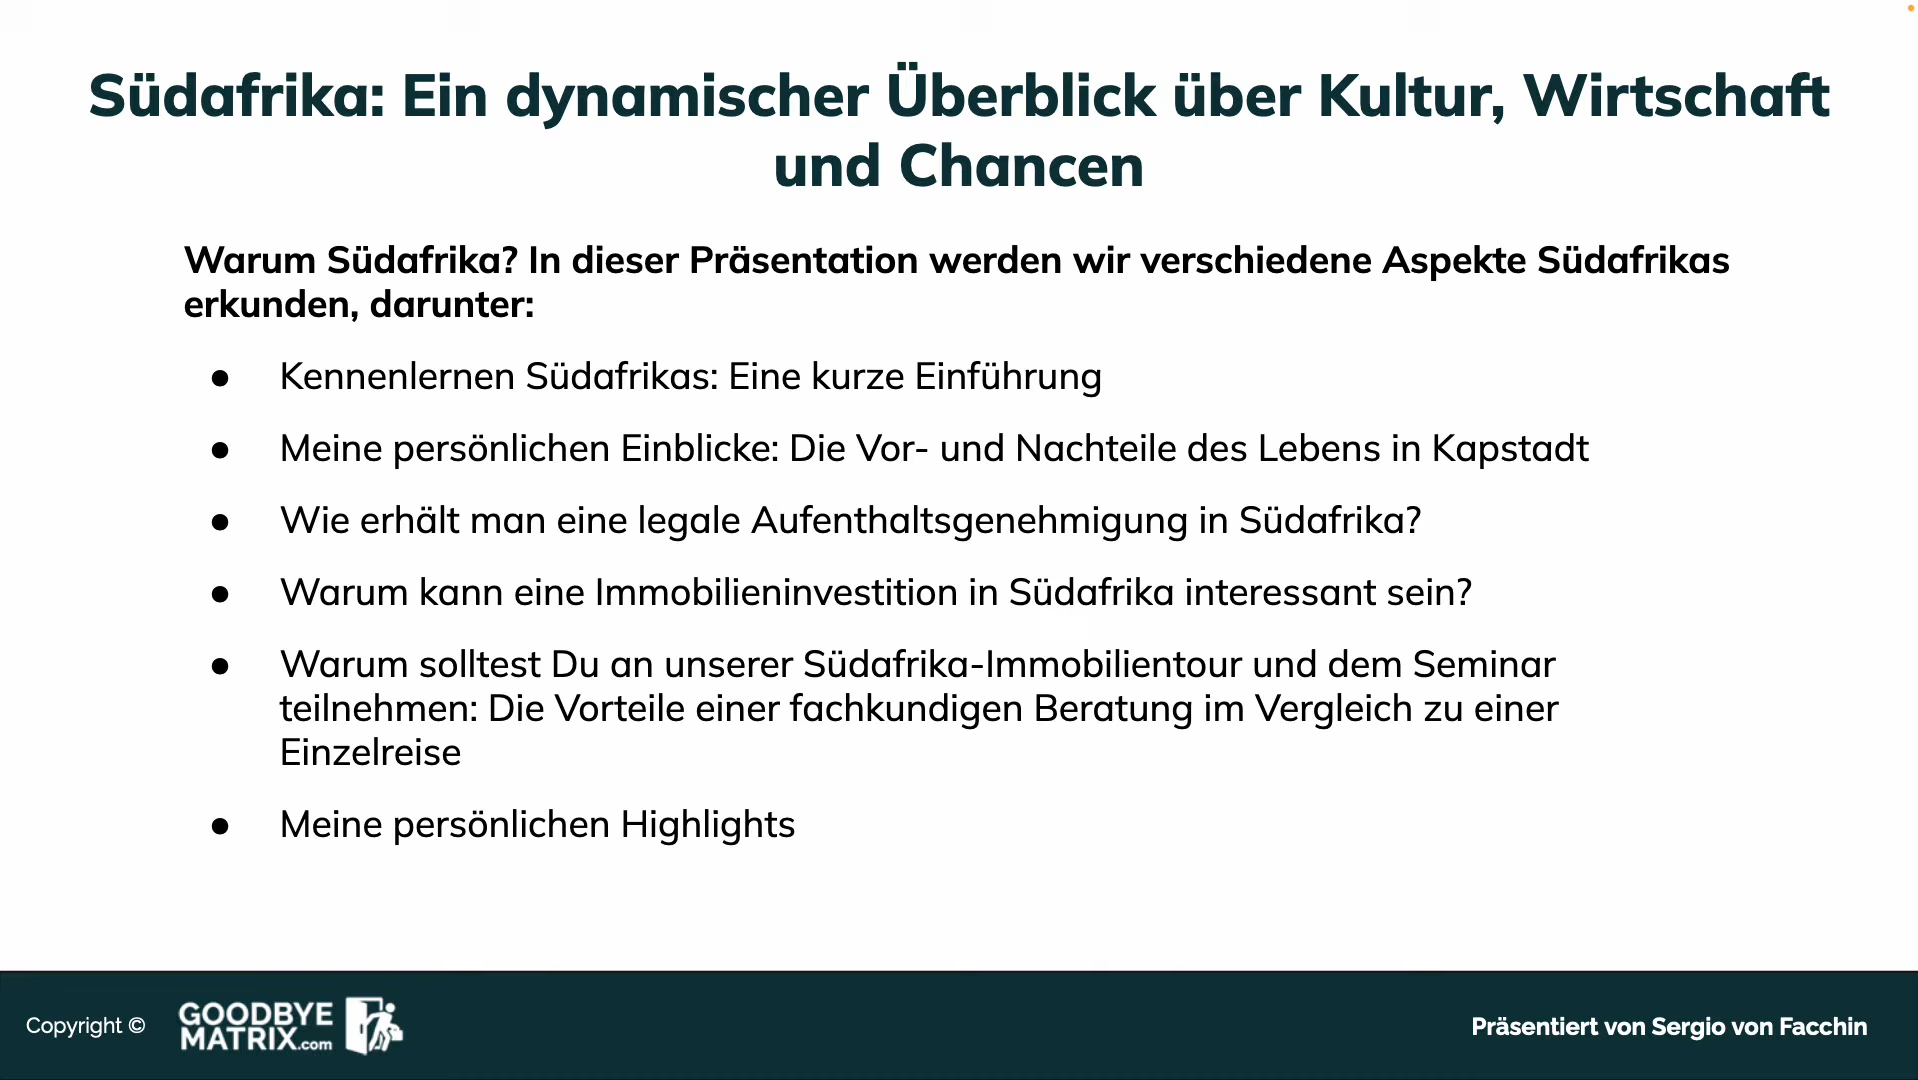 Südafrika: Ein dynamischer Überblick über Kultur, Wirtschaft
und Chancen
Warum Südafrika? In dieser Präsentation werden wir verschiedene Aspekte Südafrikas
erkunden, darunter:
● Kennenlernen Südafrikas: Eine kurze Einführung
● Meine persönlichen Einblicke: Die Vor- und Nachteile des Lebens in Kapstadt
● Wie erhält man eine legale Aufenthaltsgenehmigung in Südafrika?
● Warum kann eine Immobilieninvestition in Südafrika interessant sein?
● Warum solltest Du an unserer Südafrika-Immobilientour und dem Seminar
teilnehmen: Die Vorteile einer fachkundigen Beratung im Vergleich zu einer
Einzelreise
● Meine persönlichen Highlights
Copyright ©
GOODBYE
MATRIX.com
Präsentiert von Sergio von Facchin